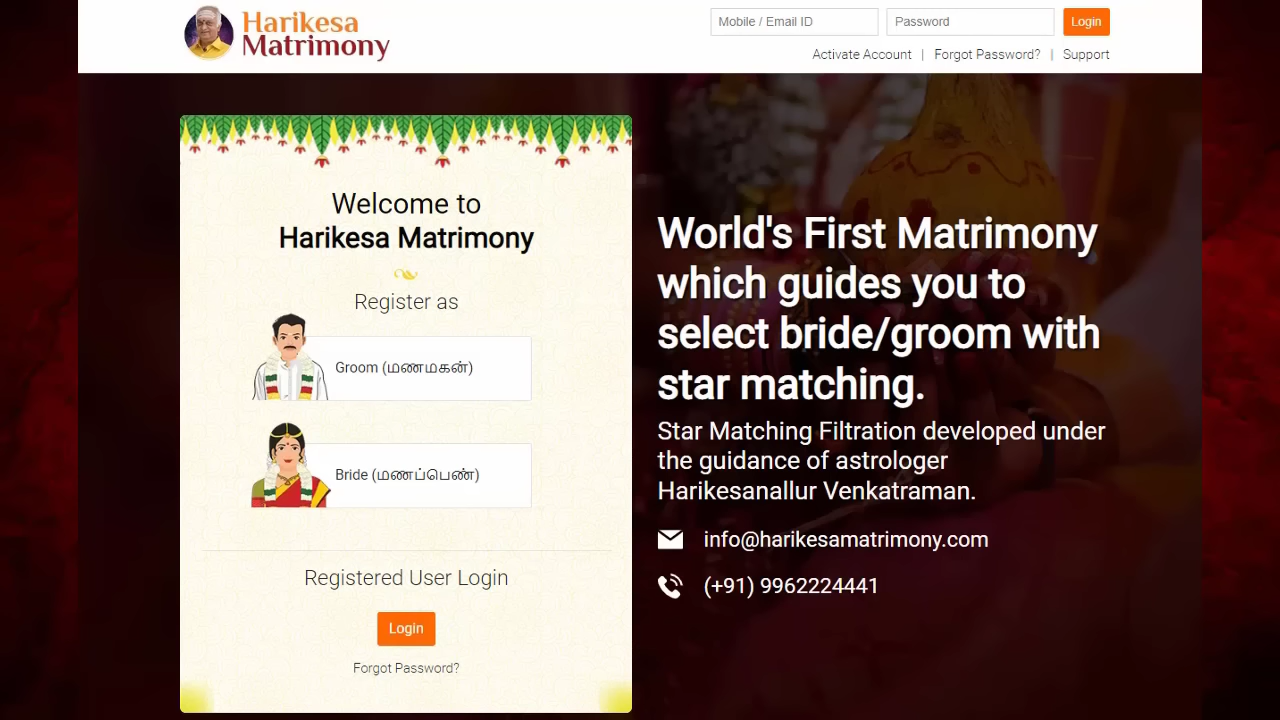 Harikesa
Matrimony
Mobile / Email ID
Password
Login
Activate Account | Forgot Password? | Support
Welcome to
Harikesa Matrimony
Register as
Groom (மணமகன்)
Bride (மணப்பெண்)
Registered User Login
Login
Forgot Password?
World's First Matrimony
which guides you to
select bride/groom with
star matching.
Star Matching Filtration developed under
the guidance of astrologer
Harikesanallur Venkatraman.
info@harikesamatrimony.com
(+91) 9962224441